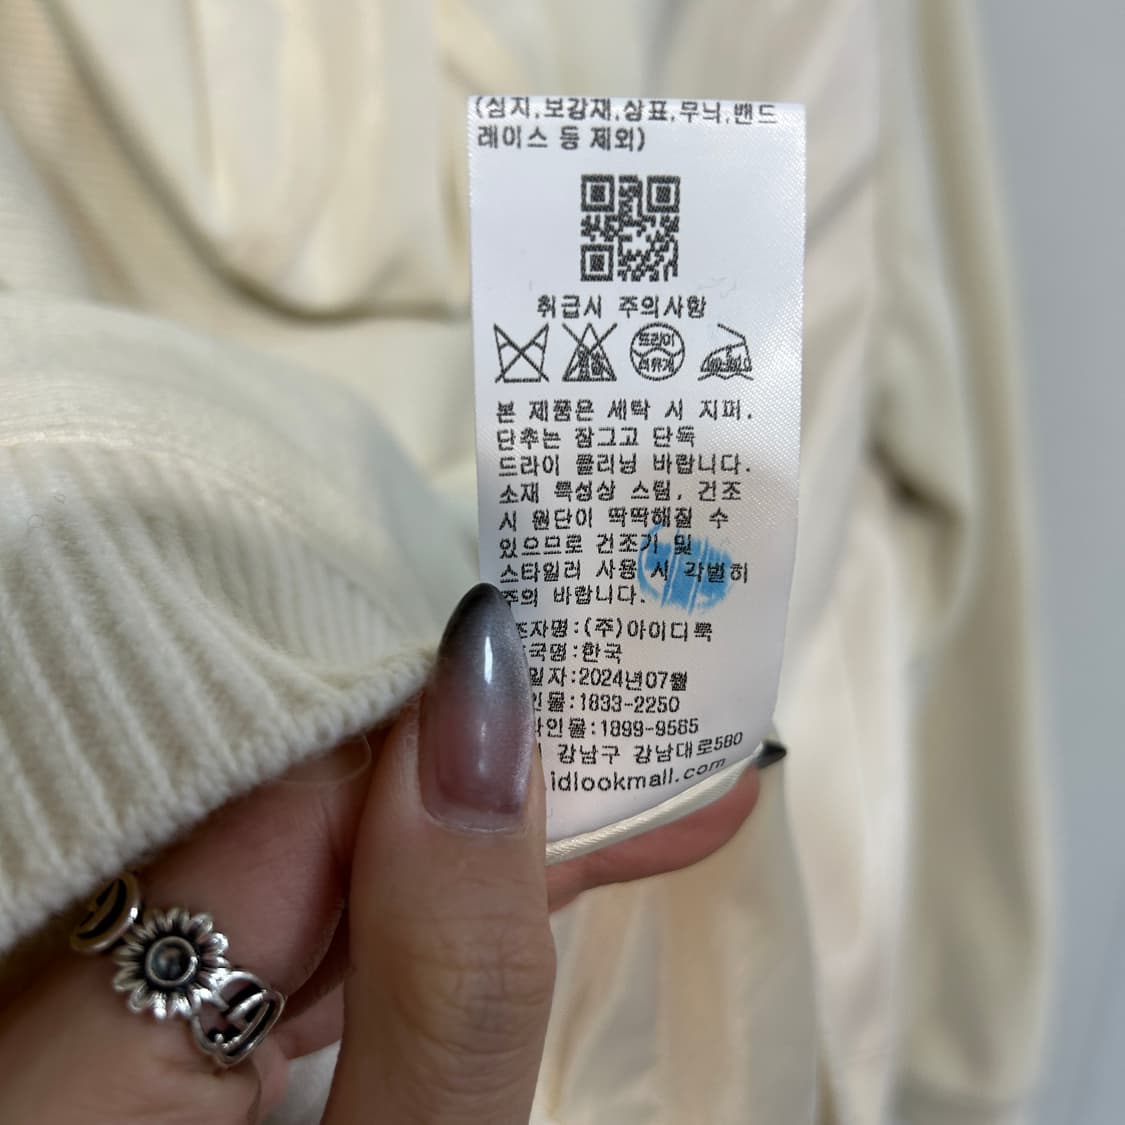 (심지,보강재,상표,무늬,밴드
레이스 등 제외)
취급시 주의사항
드라이
석유계
본 제품은 세탁 시 지퍼,
단추는 잠그고 단독
드라이 클리닝 바랍니다.
소재 특성상 스팀, 건조
시 원단이 딱딱해질 수
있으므로 건조기 및
스타일러 사용 시 각별히
주의 바랍니다.
조자명:(주)아이디룩
국명:한국
일자:2024년07월
인몰:1833-2250
라인몰:1899-9565
강남구 강남대로580
.idlookmall.com